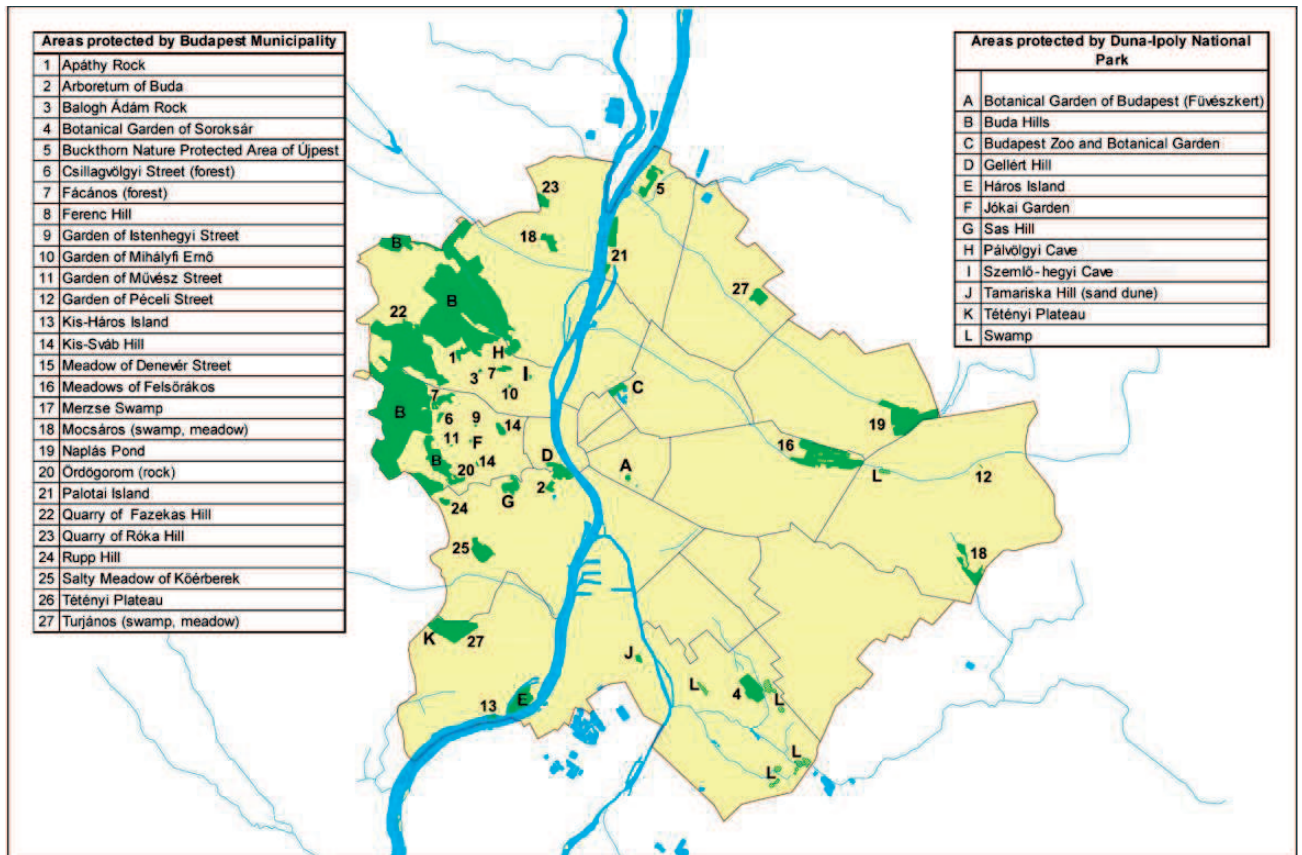 Areas protected by Budapest Municipality
1 Apáthy Rock
2 Arboretum of Buda
3 Balogh Ádám Rock
4 Botanical Garden of Soroksár
5 Buckthorn Nature Protected Area of Újpest
6 Csillagvölgyi Street (forest)
7 Fácános (forest)
8 Ferenc Hill
9 Garden of Istenhegyi Street
10 Garden of Mihályfi Ernő
11 Garden of Művész Street
12 Garden of Péceli Street
13 Kis-Háros Island
14 Kis-Sváb Hill
15 Meadow of Denevér Street
16 Meadows of Felsőrákos
17 Merzse Swamp
18 Mocsáros (swamp, meadow)
19 Naplás Pond
20 Ördögorom (rock)
21 Palotai Island
22 Quarry of Fazekas Hill
23 Quarry of Róka Hill
24 Rupp Hill
25 Salty Meadow of Kőérberek
26 Tétényi Plateau
27 Turjános (swamp, meadow)
Areas protected by Duna-Ipoly National
Park
A Botanical Garden of Budapest (Füvészkert)
B Buda Hills
C Budapest Zoo and Botanical Garden
D Gellért Hill
E Háros Island
F Jókai Garden
G Sas Hill
H Pálvölgyi Cave
I Szemlő-hegyi Cave
J Tamariska Hill (sand dune)
K Tétényi Plateau
L Swamp
23
5
B
18
21
27
B
22
1
H
3
7
I
10
C
7
B
6
9
14
19
11
F
16
B
14
D
A
20
L
12
G
2
24
25
18
K
27
J
L
4
L
E
13
L
L